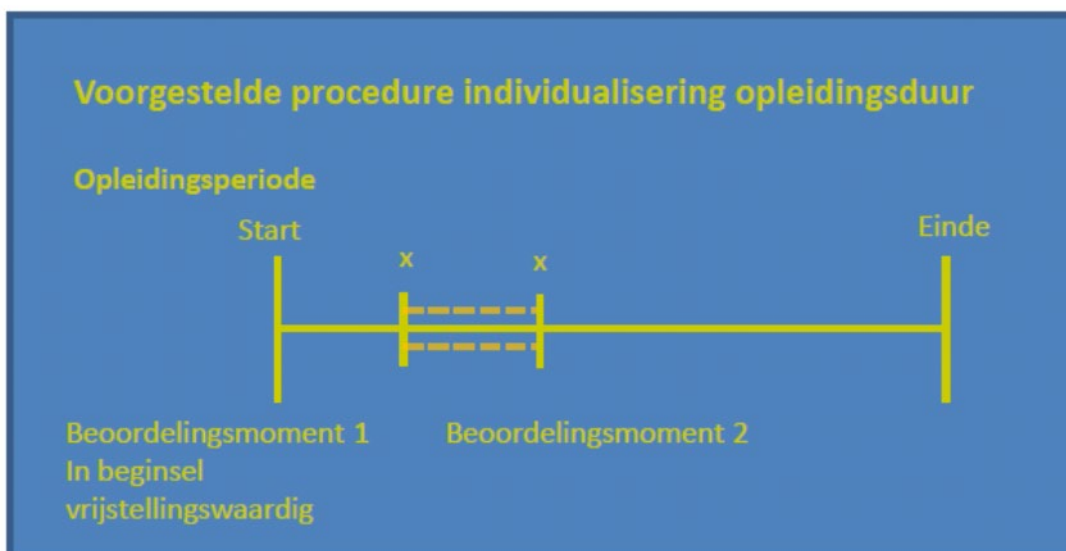 Voorgestelde procedure individualisering opleidingsduur
Opleidingsperiode
Start
Einde
x
x
Beoordelingsmoment 1
Beoordelingsmoment 2
In beginsel
vrijstellingswaardig